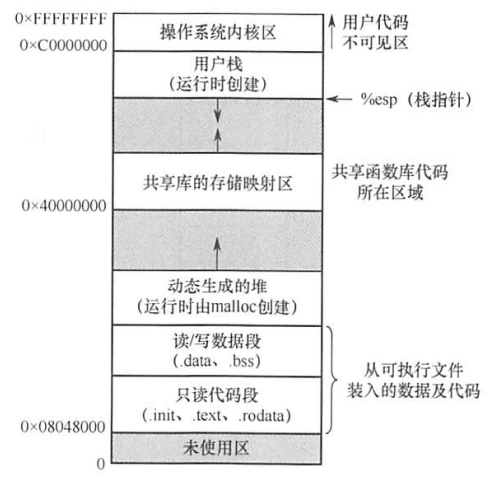 0×FFFFFFFF
操作系统内核区
用户代码
不可见区
0×C0000000
用户栈
(运行时创建)
%esp（栈指针）
共享库的存储映射区
共享函数库代码
所在区域
0×40000000
动态生成的堆
(运行时由malloc创建)
读/写数据段
(.data、.bss)
从可执行文件
装入的数据及代码
只读代码段
(.init、.text、.rodata)
0×08048000
未使用区
0